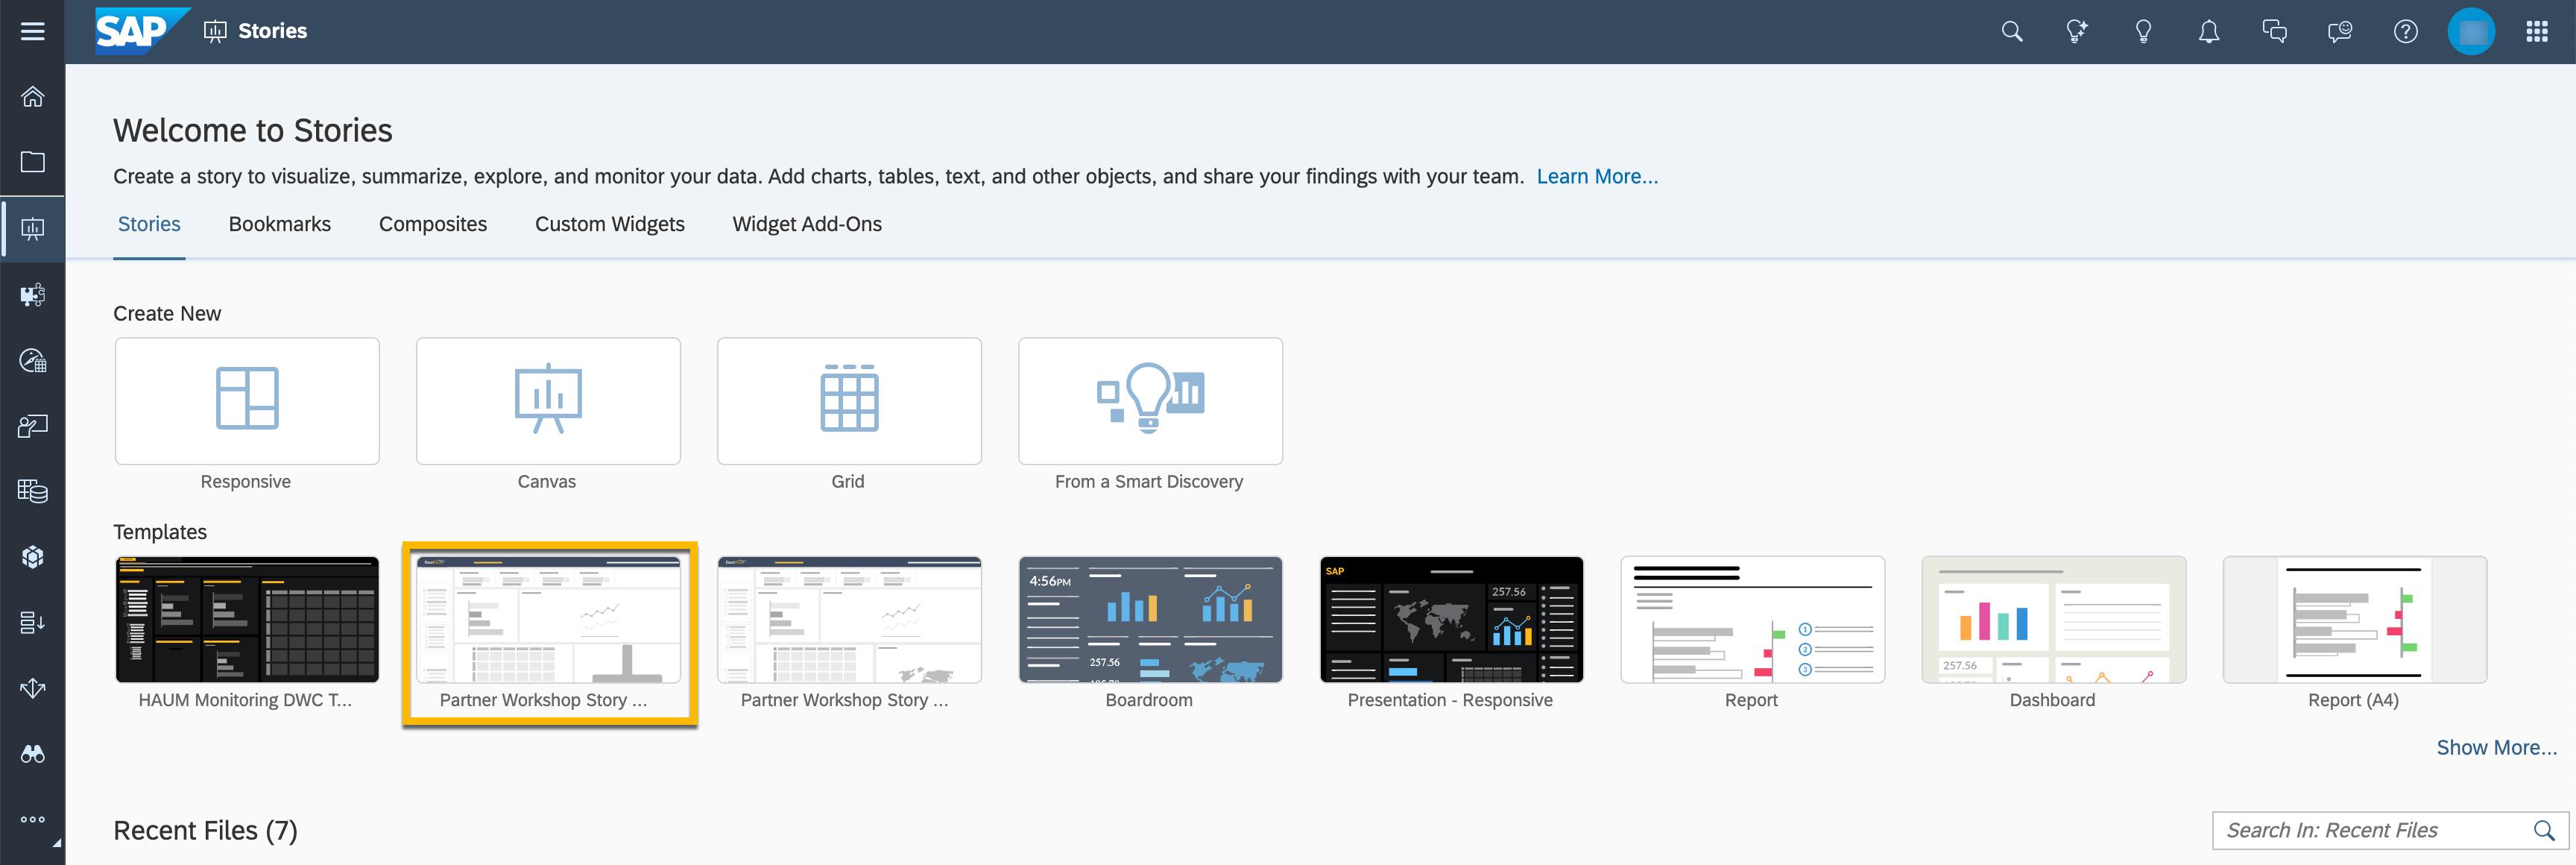 SAP Stories
Welcome to Stories
Create a story to visualize, summarize, explore, and monitor your data. Add charts, tables, text, and other objects, and share your findings with your team. Learn More...
Stories Bookmarks Composites Custom Widgets Widget Add-Ons
Create New
Responsive Canvas Grid From a Smart Discovery
Templates
4:56PM
257.56
SAP
257.56
1
2
3
257.56
HAUM Monitoring DWC T... Partner Workshop Story ... Partner Workshop Story ... Boardroom Presentation - Responsive Report Dashboard Report (A4)
Show More...
Recent Files (7)
Search In: Recent Files